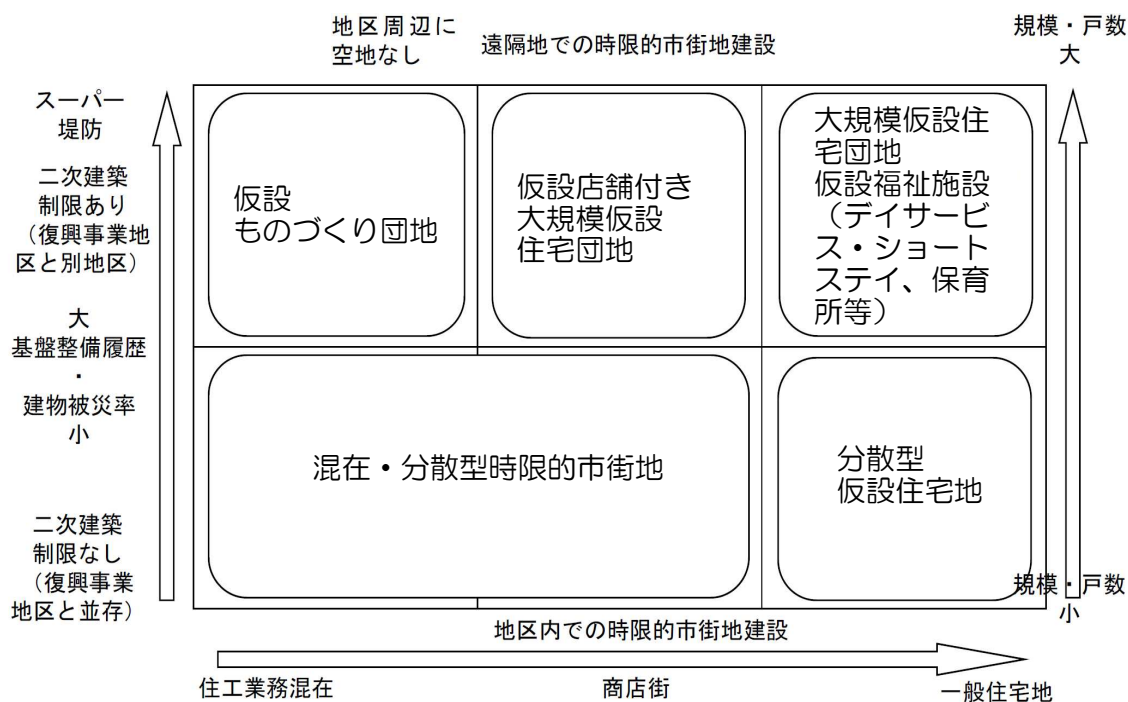 地区周辺に
空地なし
遠隔地での時限的市街地建設
規模・戸数
大
スーパー
堤防
二次建築
制限あり
（復興事業地
区と別地区）
大
基盤整備履歴
・
建物被災率
小
二次建築
制限なし
（復興事業
地区と並存）
仮設
ものづくり団地
仮設店舗付き
大規模仮設
住宅団地
大規模仮設住
宅団地
仮設福祉施設
（デイサービ
ス・ショート
ステイ、保育
所等）
混在・分散型時限的市街地
分散型
仮設住宅地
規模・戸数
小
地区内での時限的市街地建設
住工業務混在
商店街
一般住宅地